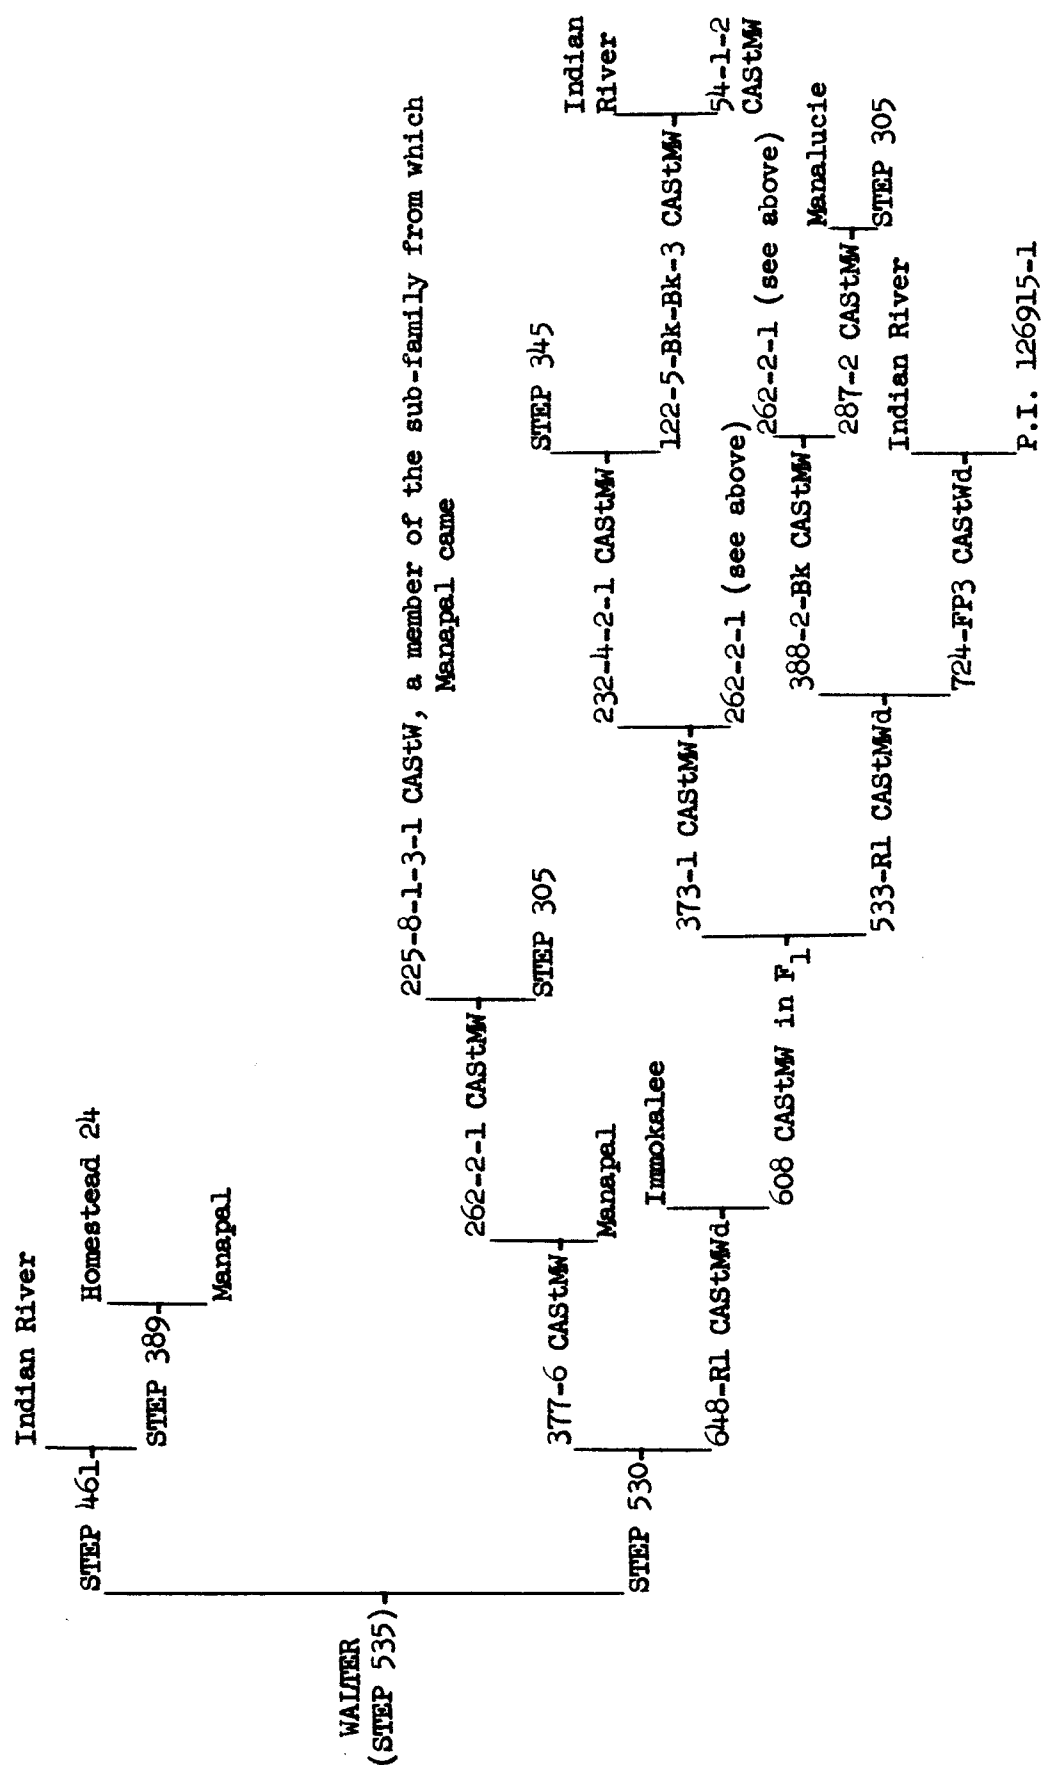 WALTER
(STEP 535)
STEP 461
Indian River
STEP 389
Homestead 24
Manapal
STEP 530
377-6 CAStMW
262-2-1 CAStMW
225-8-1-3-1 CAStW, a member of the sub-family from which
Manapal came
STEP 305
Manapal
648-R1 CAStMWd
Immokalee
608 CAStMW in F1
373-1 CAStMW
232-4-2-1 CAStMW
STEP 345
122-5-Bk-Bk-3 CAStMW
Indian
River
54-1-2
CAStMW
262-2-1 (see above)
533-R1 CAStMWd
388-2-Bk CAStMW
262-2-1 (see above)
287-2 CAStMW
Manalucie
STEP 305
724-FP3 CAStWd
Indian River
P.I. 126915-1